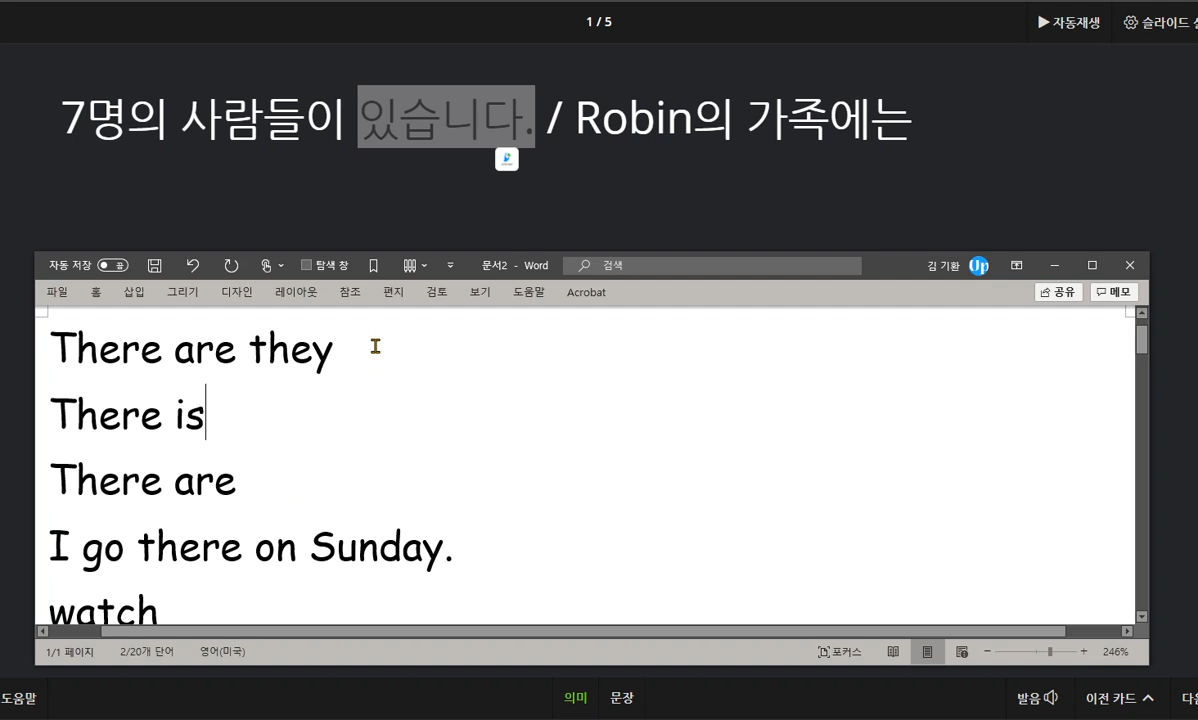 1 / 5
▶ 자동재생
슬라이드
7명의 사람들이 있습니다. / Robin의 가족에는
자동 저장 끔 탐색 창 문서2 - Word 검색 김 기환 Up
파일 홈 삽입 그리기 디자인 레이아웃 참조 편지 검토 보기 도움말 Acrobat 공유 메모
There are they
There is
There are
I go there on Sunday.
watch
1/1 페이지 2/20개 단어 영어(미국) 포커스 − + 246%
도움말 의미 문장 발음 이전 카드